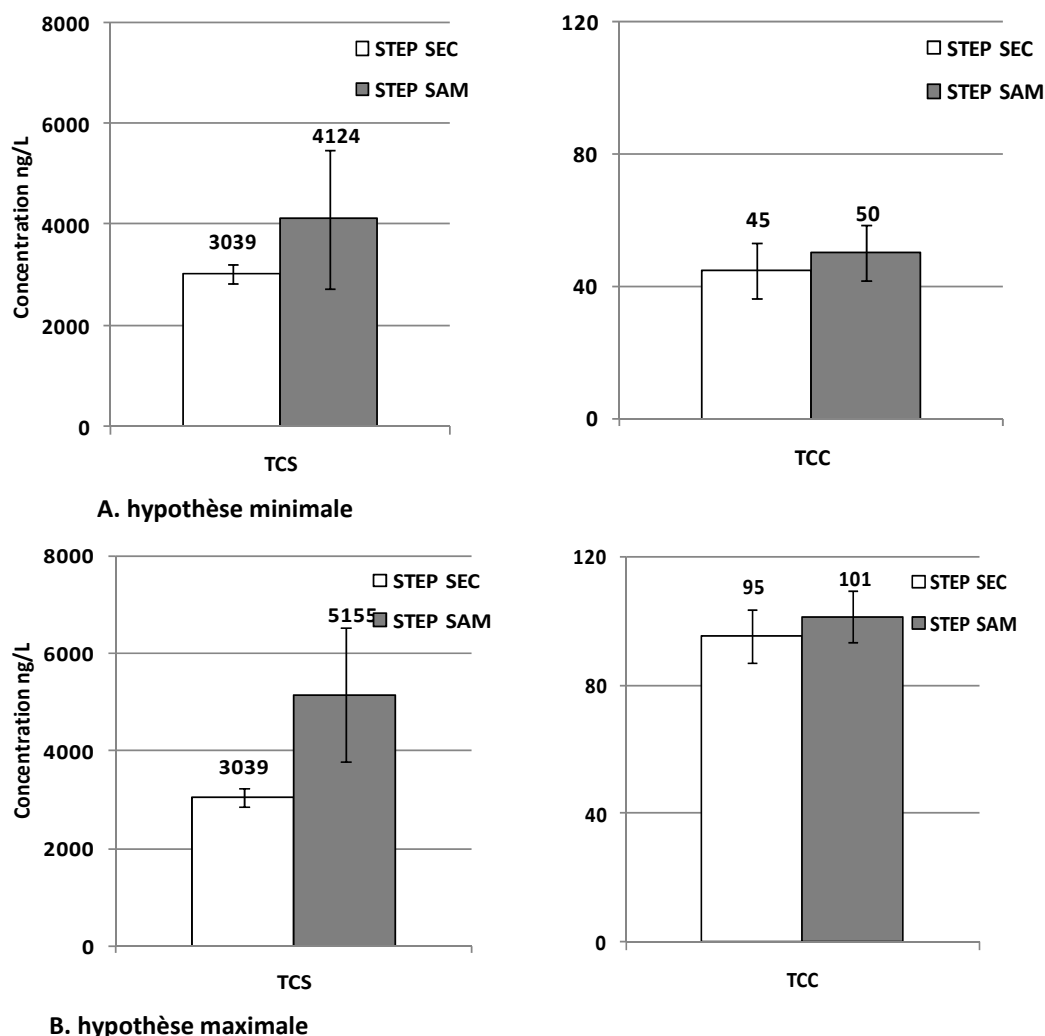 8000
6000
4000
2000
0
Concentration ng/L
STEP SEC
STEP SAM
3039
4124
TCS
120
80
40
0
STEP SEC
STEP SAM
45
50
TCC
A. hypothèse minimale
8000
6000
4000
2000
0
Concentration ng/L
STEP SEC
STEP SAM
3039
5155
TCS
120
80
40
0
STEP SEC
STEP SAM
95
101
TCC
B. hypothèse maximale